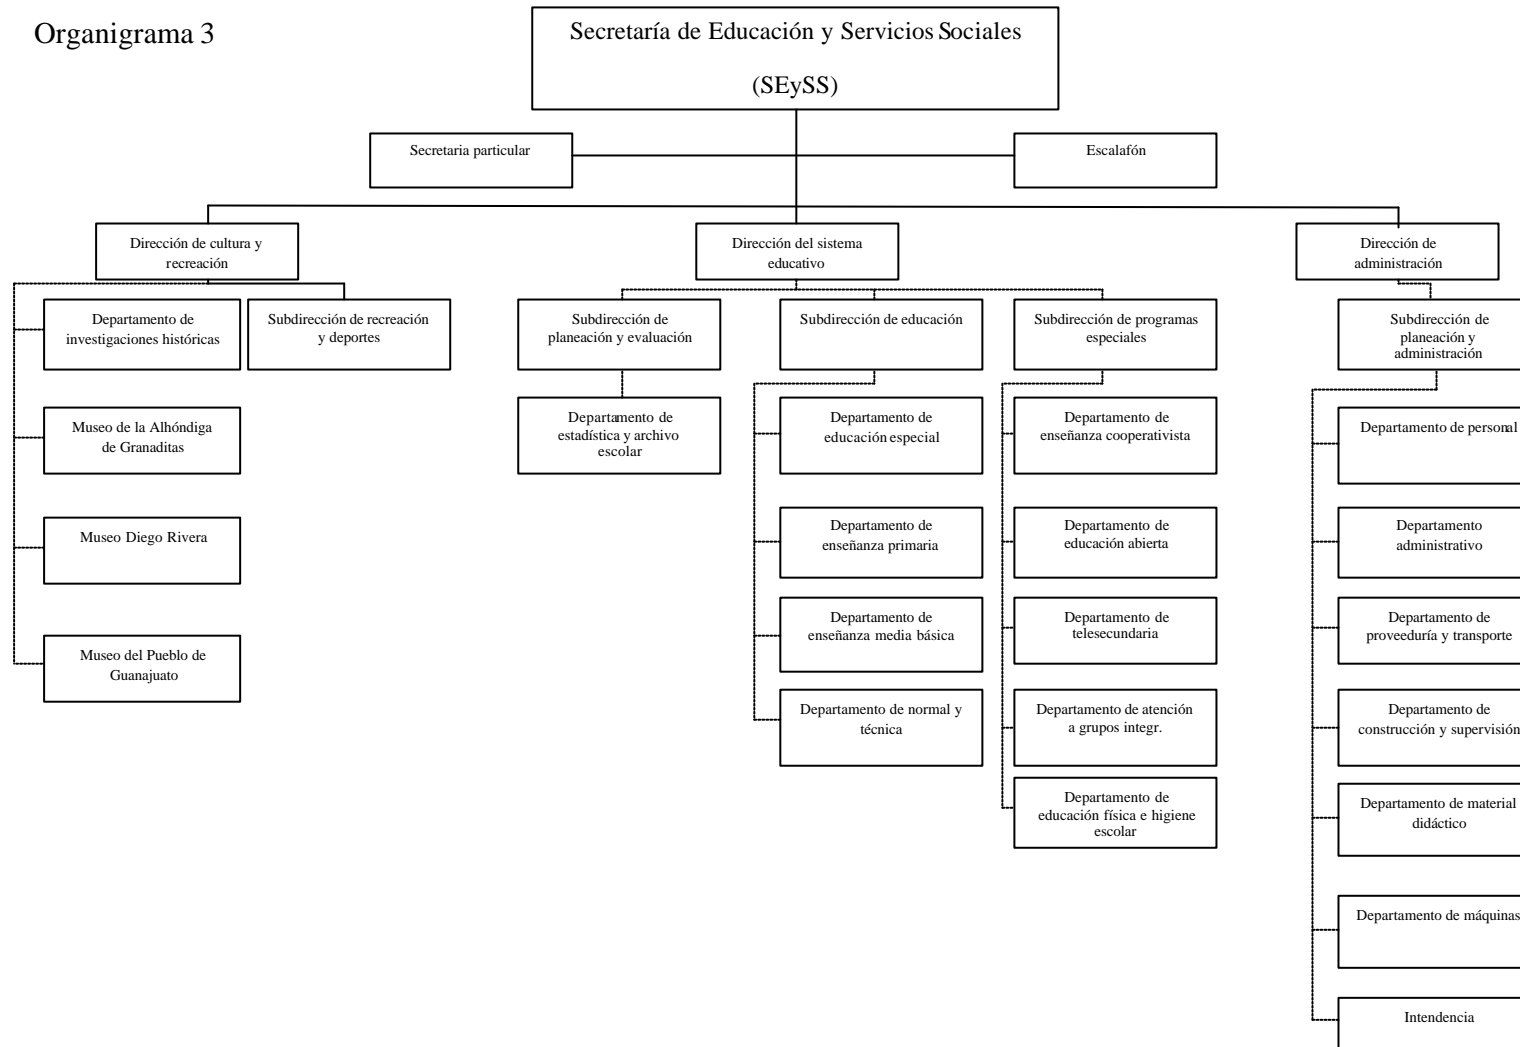 Organigrama 3
Secretaría de Educación y Servicios Sociales
(SEySS)
Secretaria particular
Escalafón
Dirección de cultura y
recreación
Dirección del sistema
educativo
Dirección de
administración
Departamento de
investigaciones históricas
Subdirección de recreación
y deportes
Subdirección de
planeación y evaluación
Subdirección de educación
Subdirección de programas
especiales
Subdirección de
planeación y
administración
Museo de la Alhóndiga
de Granaditas
Departamento de
estadística y archivo
escolar
Departamento de
educación especial
Departamento de
enseñanza cooperativista
Departamento de personal
Museo Diego Rivera
Departamento de
enseñanza primaria
Departamento de
educación abierta
Departamento
administrativo
Museo del Pueblo de
Guanajuato
Departamento de
enseñanza media básica
Departamento de
telesecundaria
Departamento de
proveeduría y transporte
Departamento de normal y
técnica
Departamento de atención
a grupos integr.
Departamento de
construcción y supervisión
Departamento de
educación física e higiene
escolar
Departamento de material
didáctico
Departamento de máquinas
Intendencia